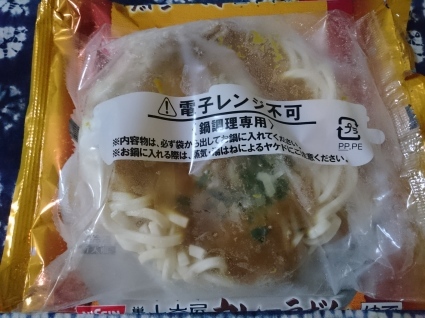 ⚠電子レンジ不可
(鍋調理専用)
※内容物は、必ず袋から出してお鍋に入れてください。
※お鍋に入れる際は、蒸気・湯はねによるヤケドにご注意ください。
プラ
PP,PE